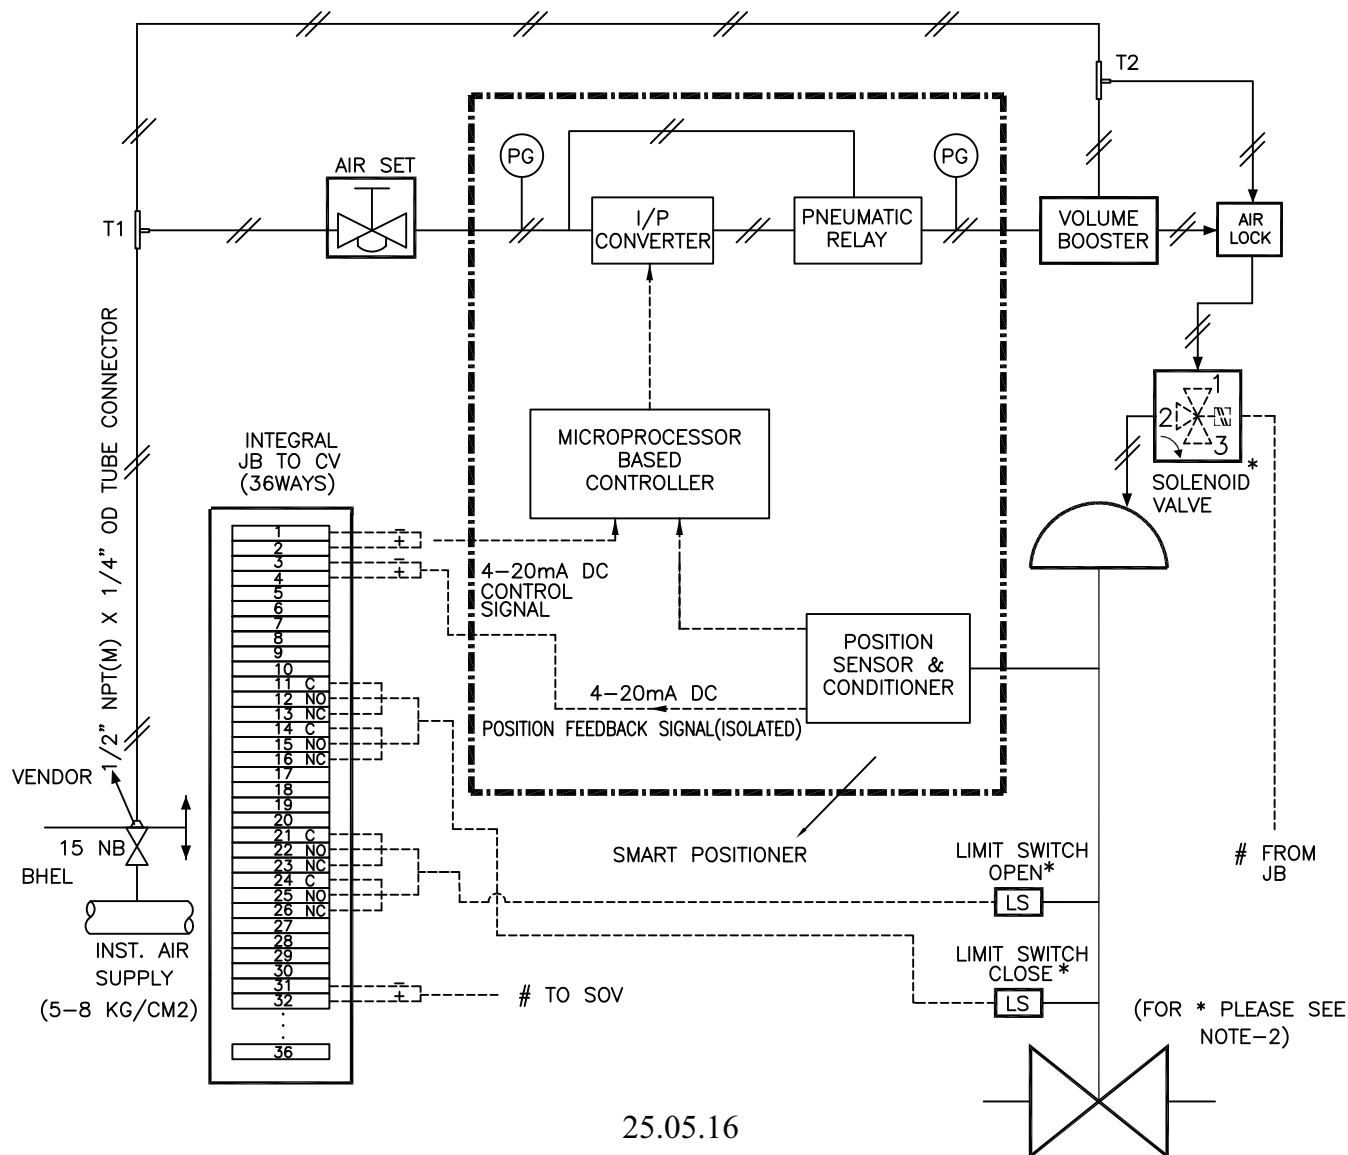 T2
AIR SET
PG
PG
T1
I/P
CONVERTER
PNEUMATIC
RELAY
VOLUME
BOOSTER
AIR
LOCK
1/2" NPT(M) X 1/4" OD TUBE CONNECTOR
MICROPROCESSOR
BASED
CONTROLLER
1
2
3
*
SOLENOID
VALVE
INTEGRAL
JB TO CV
(36WAYS)
1 −
2 +
3 −
4 +
5
6
7
8
9
10
11 C
12 NO
13 NC
14 C
15 NO
16 NC
17
18
19
20
21 C
22 NO
23 NC
24 C
25 NO
26 NC
27
28
29
30
31 −
32 +
36
4−20mA DC
CONTROL
SIGNAL
POSITION
SENSOR &
CONDITIONER
4−20mA DC
POSITION FEEDBACK SIGNAL(ISOLATED)
VENDOR
15 NB
BHEL
INST. AIR
SUPPLY
(5−8 KG/CM2)
SMART POSITIONER
# TO SOV
LIMIT SWITCH
OPEN*
LS
# FROM
JB
LIMIT SWITCH
CLOSE*
LS
(FOR * PLEASE SEE
NOTE−2)
25.05.16